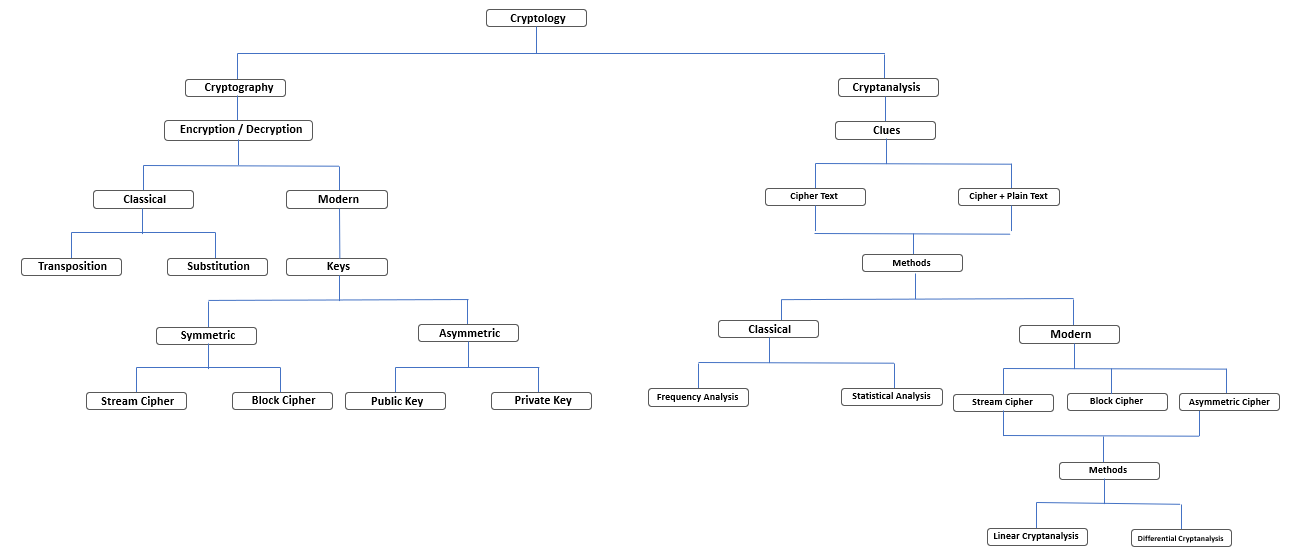 Cryptology
Cryptography
Cryptanalysis
Encryption / Decryption
Clues
Classical
Modern
Cipher Text
Cipher + Plain Text
Transposition
Substitution
Keys
Methods
Symmetric
Asymmetric
Classical
Modern
Stream Cipher
Block Cipher
Public Key
Private Key
Frequency Analysis
Statistical Analysis
Stream Cipher
Block Cipher
Asymmetric Cipher
Methods
Linear Cryptanalysis
Differential Cryptanalysis